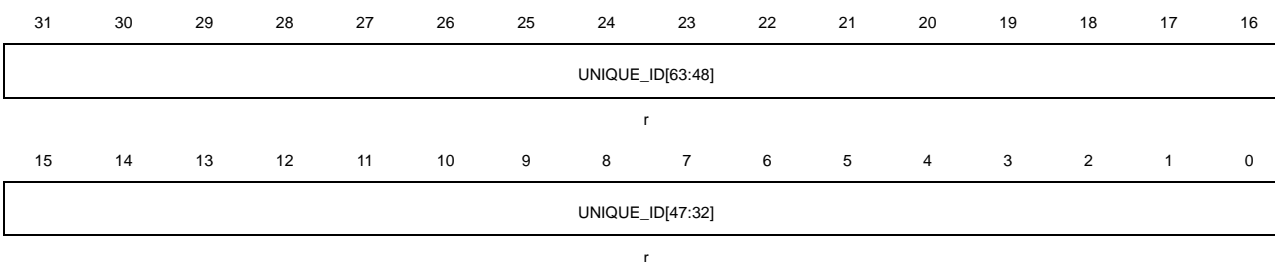 31 30 29 28 27 26 25 24 23 22 21 20 19 18 17 16
UNIQUE_ID[63:48]
r
15 14 13 12 11 10 9 8 7 6 5 4 3 2 1 0
UNIQUE_ID[47:32]
r